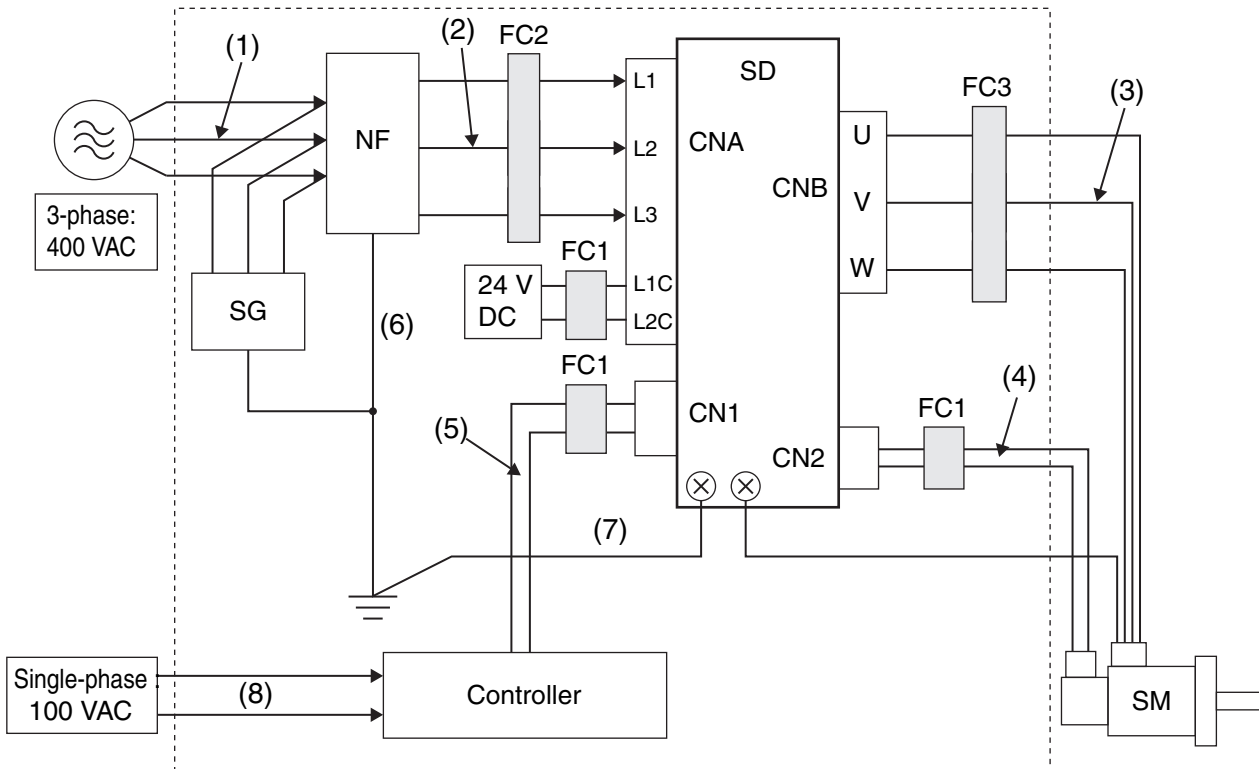 (1)
(2)
FC2
SD
FC3
(3)
NF
L1
L2
L3
CNA
CNB
U
V
W
3-phase:
400 VAC
SG
(6)
24 V
DC
FC1
L1C
L2C
FC1
(5)
CN1
CN2
FC1
(4)
(7)
Single-phase
100 VAC
(8)
Controller
SM